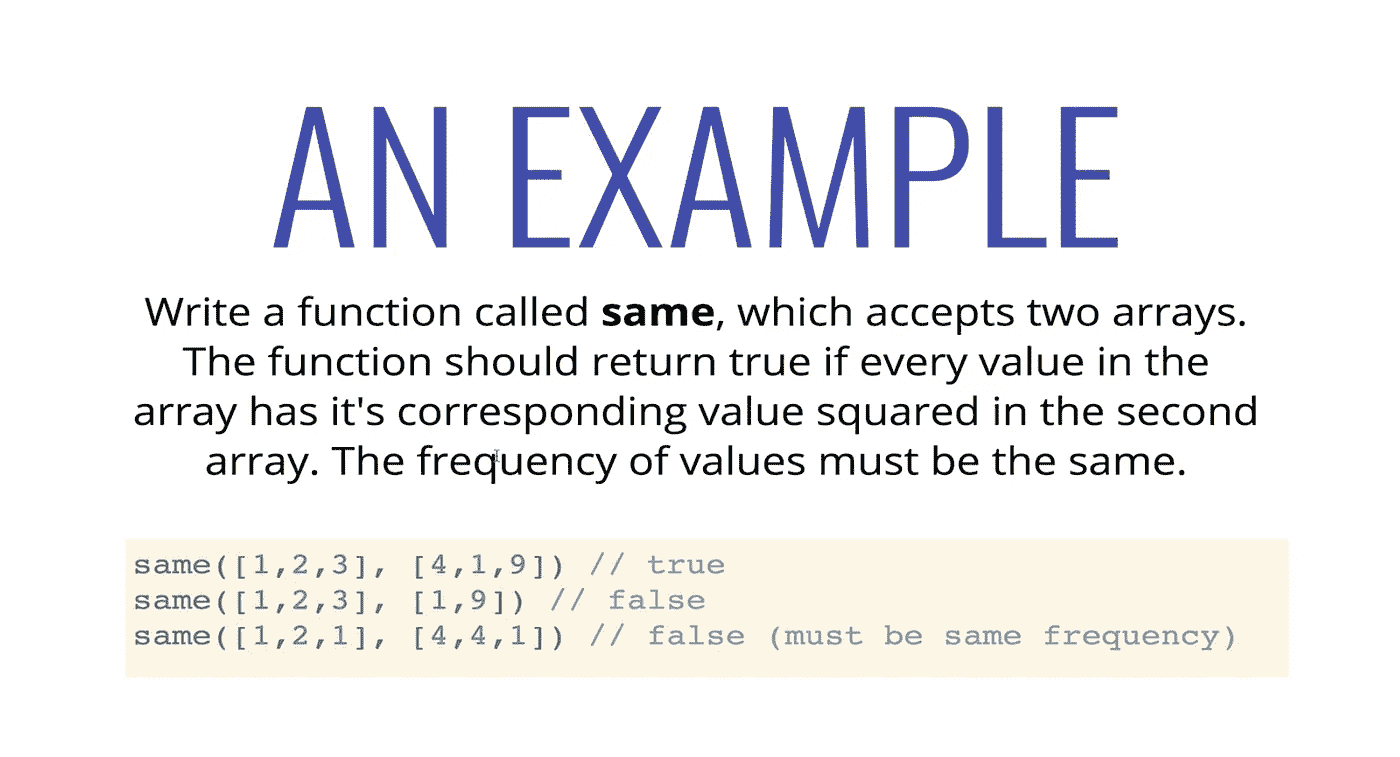 AN EXAMPLE
Write a function called same, which accepts two arrays.
The function should return true if every value in the
array has it's corresponding value squared in the second
array. The frequency of values must be the same.
same([1,2,3], [4,1,9]) // true
same([1,2,3], [1,9]) // false
same([1,2,1], [4,4,1]) // false (must be same frequency)